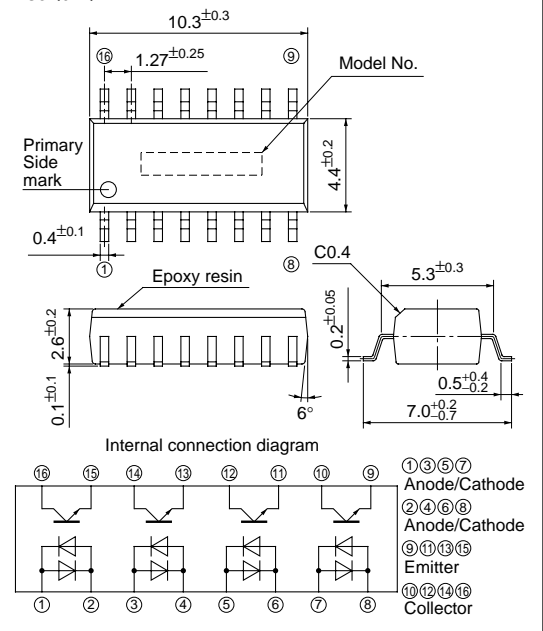 10.3±0.3
⑯ 1.27±0.25 ⑨
Model No.
Primary
Side
mark
4.4±0.2
0.4±0.1
① ⑧
Epoxy resin
C0.4
5.3±0.3
2.6±0.2
0.2±0.05
0.1±0.1
6°
0.5+0.4−0.2
7.0+0.2−0.7
Internal connection diagram
⑯ ⑮ ⑭ ⑬ ⑫ ⑪ ⑩ ⑨
① ② ③ ④ ⑤ ⑥ ⑦ ⑧
①③⑤⑦
Anode/Cathode
②④⑥⑧
Anode/Cathode
⑨⑪⑬⑮
Emitter
⑩⑫⑭⑯
Collector